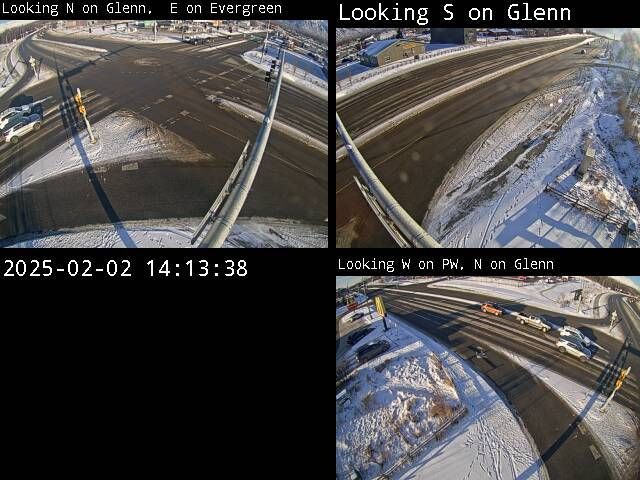 Looking N on Glenn,  E on Evergreen
Looking S on Glenn
2025-02-02 14:13:38
Looking W on PW, N on Glenn